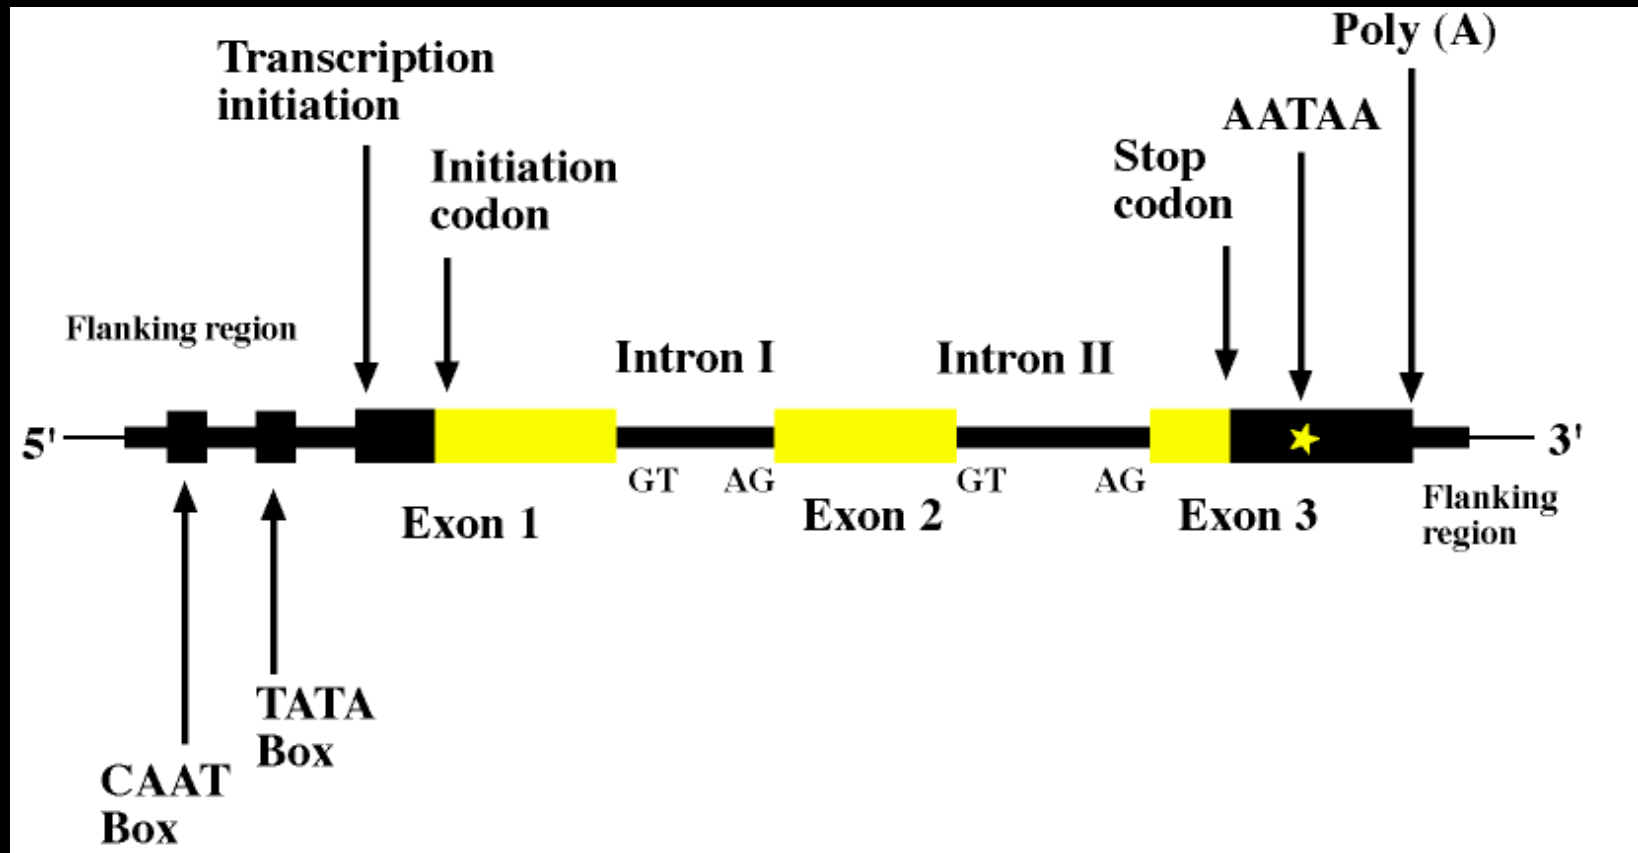 Poly (A)
Transcription
initiation
AATAA
Stop
codon
Initiation
codon
Flanking region
Intron I
Intron II
5'
3'
GT
AG
GT
AG
Exon 1
Exon 2
Exon 3
Flanking
region
TATA
Box
CAAT
Box